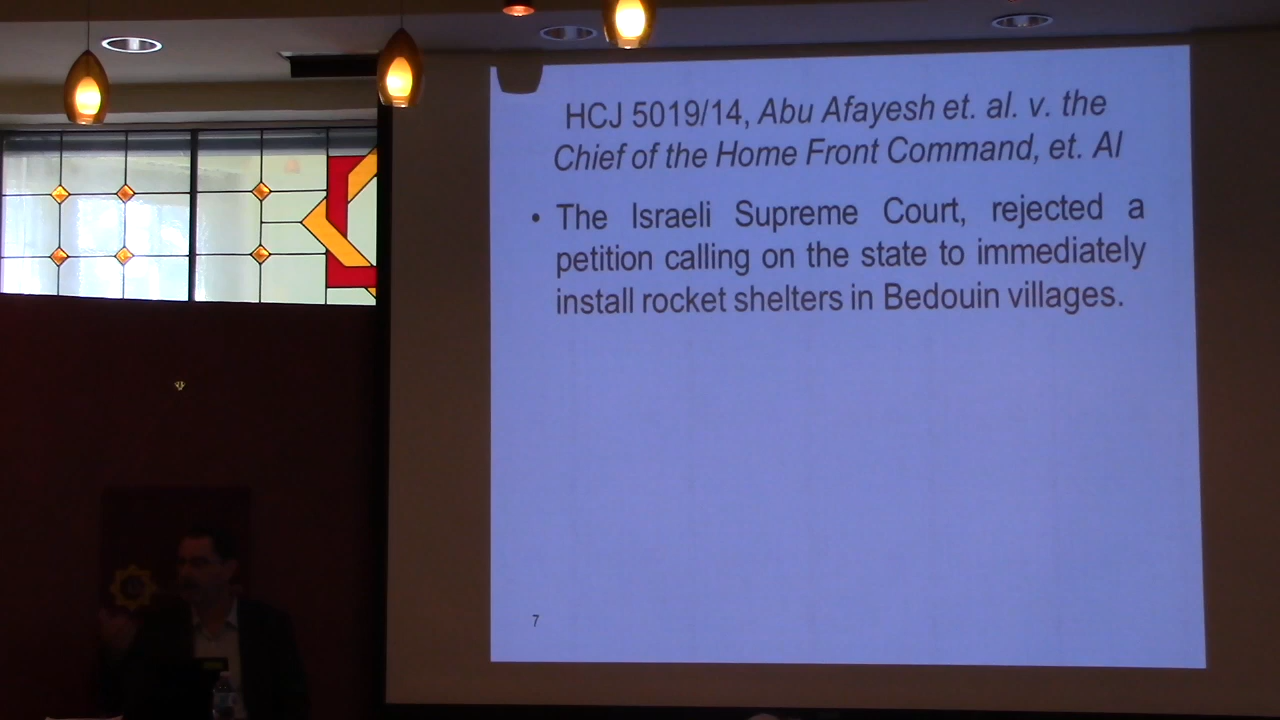 HCJ 5019/14, Abu Afayesh et. al. v. the
Chief of the Home Front Command, et. Al
• The Israeli Supreme Court, rejected a
petition calling on the state to immediately
install rocket shelters in Bedouin villages.
7